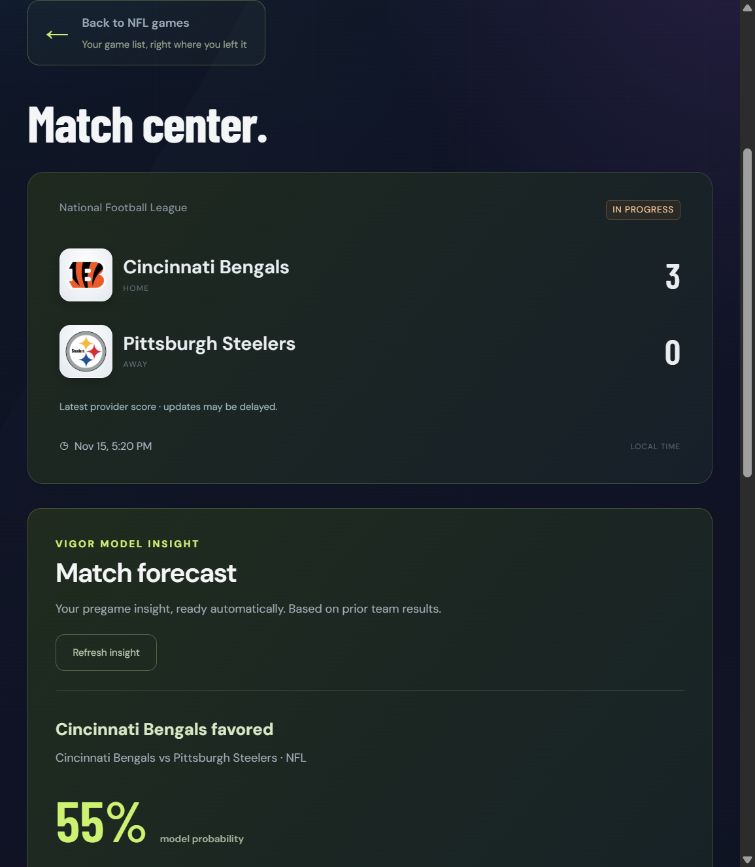 Back to NFL games
Your game list, right where you left it
Match center.
National Football League
IN PROGRESS
Cincinnati Bengals
HOME
3
Steelers
Pittsburgh Steelers
AWAY
0
Latest provider score · updates may be delayed.
Nov 15, 5:20 PM
LOCAL TIME
VIGOR MODEL INSIGHT
Match forecast
Your pregame insight, ready automatically. Based on prior team results.
Refresh insight
Cincinnati Bengals favored
Cincinnati Bengals vs Pittsburgh Steelers · NFL
55% model probability